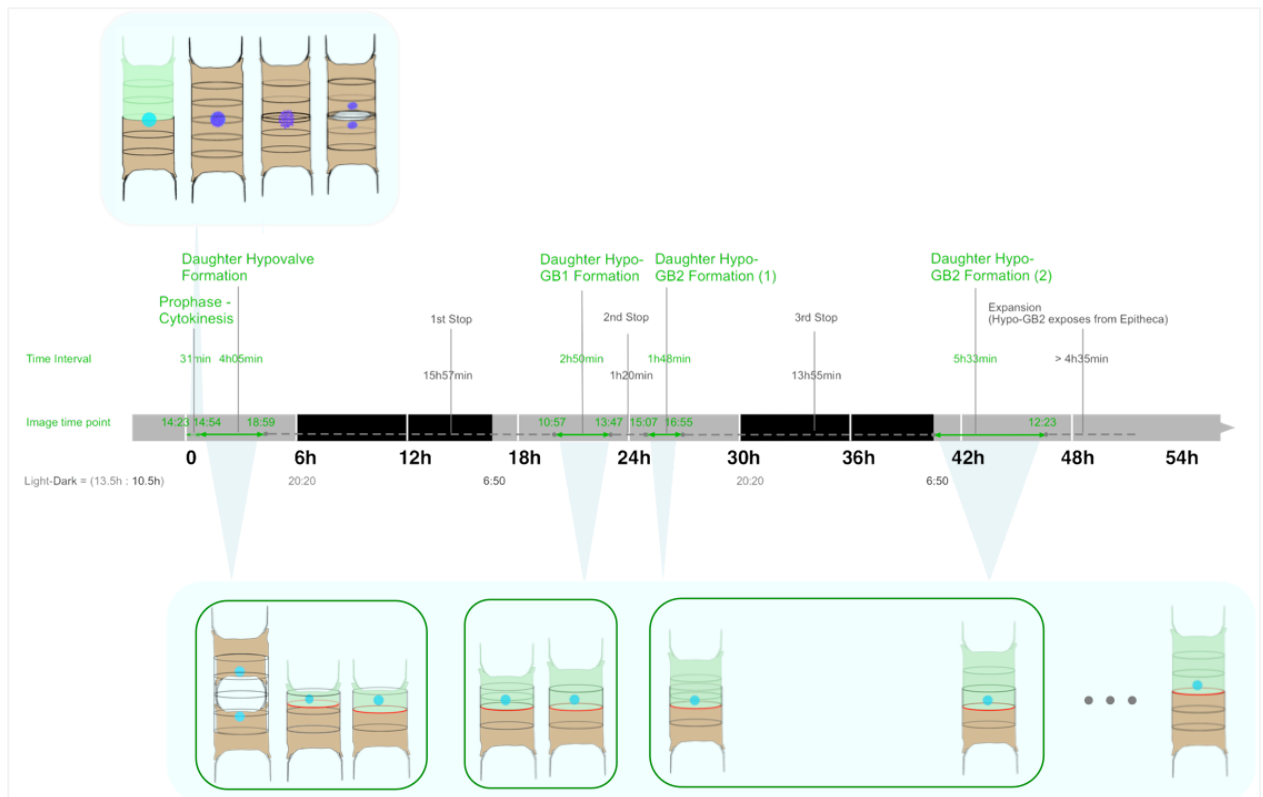 Daughter Hypovalve
Formation
Prophase -
Cytokinesis
Daughter Hypo-
GB1 Formation
Daughter Hypo-
GB2 Formation (1)
Daughter Hypo-
GB2 Formation (2)
1st Stop
2nd Stop
3rd Stop
Expansion
(Hypo-GB2 exposes from Epitheca)
Time Interval
31min
4h05min
15h57min
2h50min
1h20min
1h48min
13h55min
5h33min
> 4h35min
Image time point
14:23
14:54
18:59
10:57
13:47
15:07
16:55
12:23
0
6h
12h
18h
24h
30h
36h
42h
48h
54h
Light-Dark = (13.5h : 10.5h)
20:20
6:50
20:20
6:50